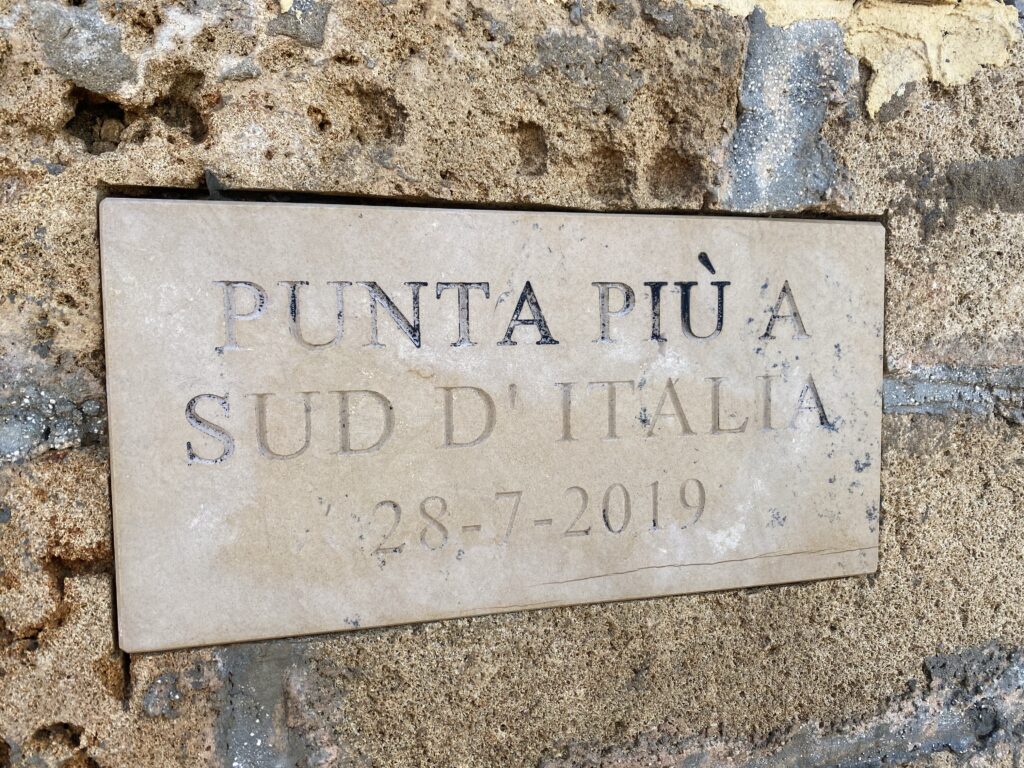 PUNTA PIÙ A
SUD D' ITALIA
28-7-2019